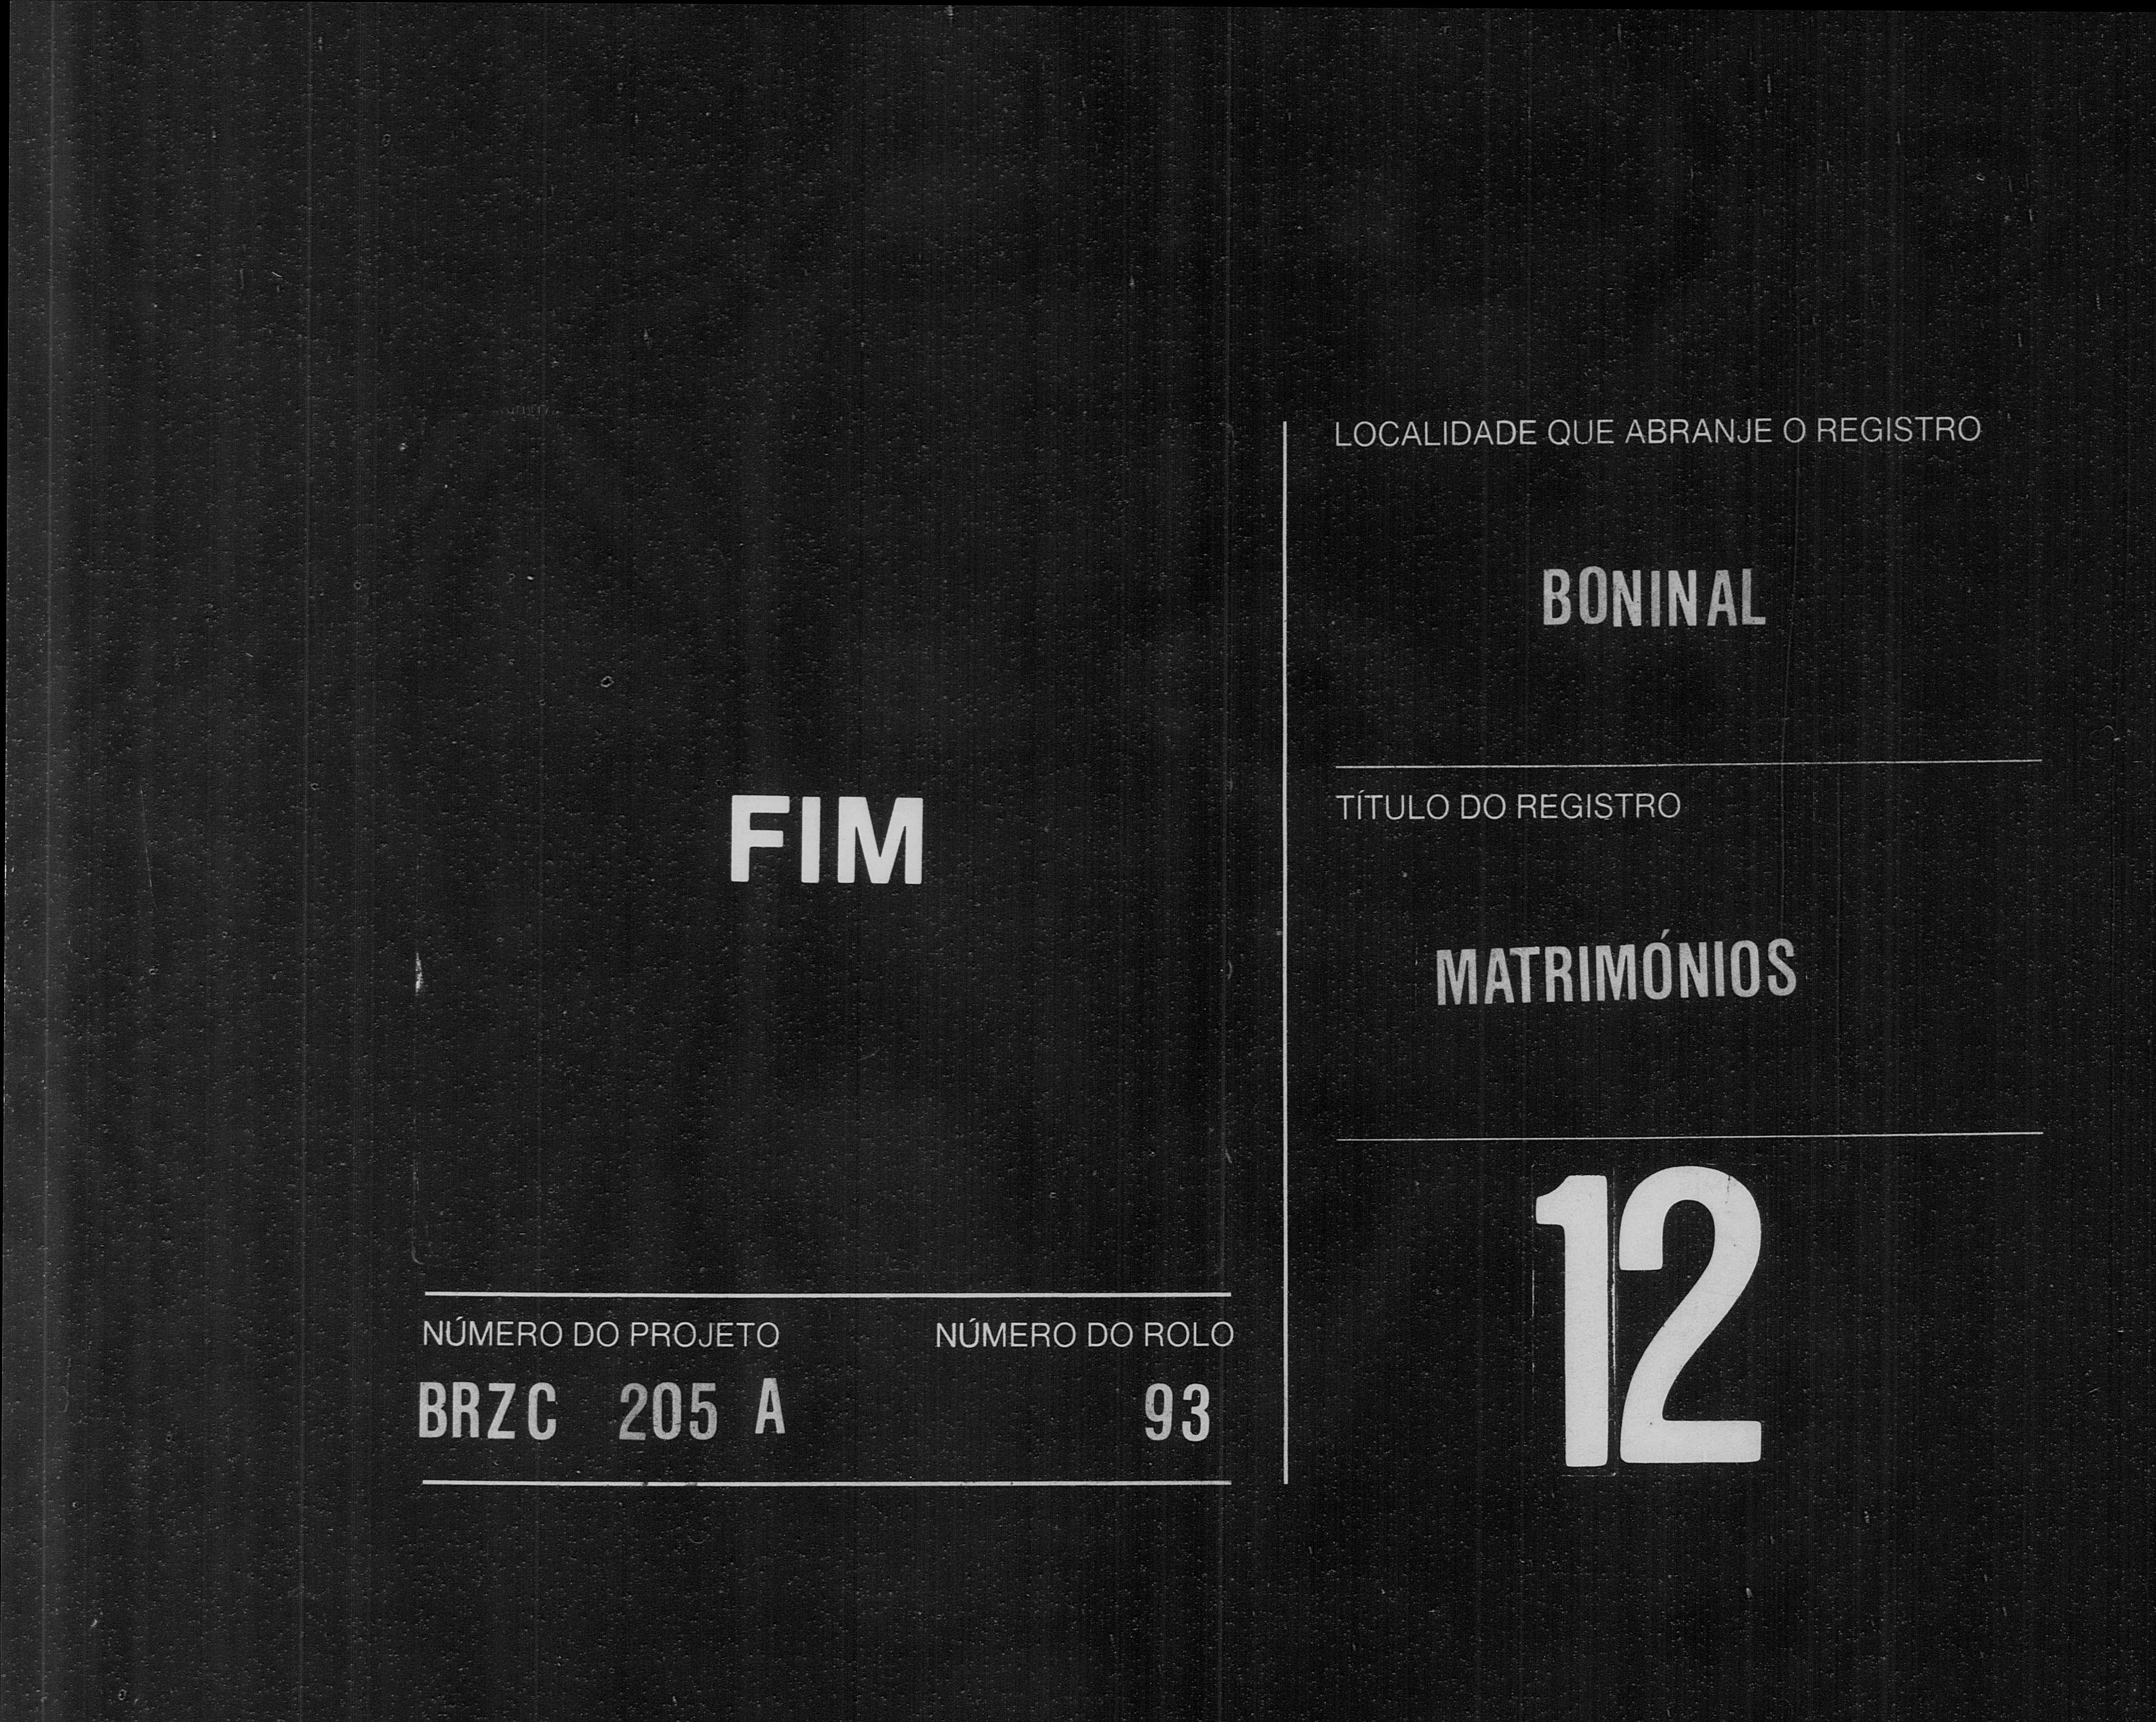 FIM
NÚMERO DO PROJETO
NÚMERO DO ROLO
BRZC 205 A
93
LOCALIDADE QUE ABRANJE O REGISTRO
BONINAL
TÍTULO DO REGISTRO
MATRIMÓNIOS
12